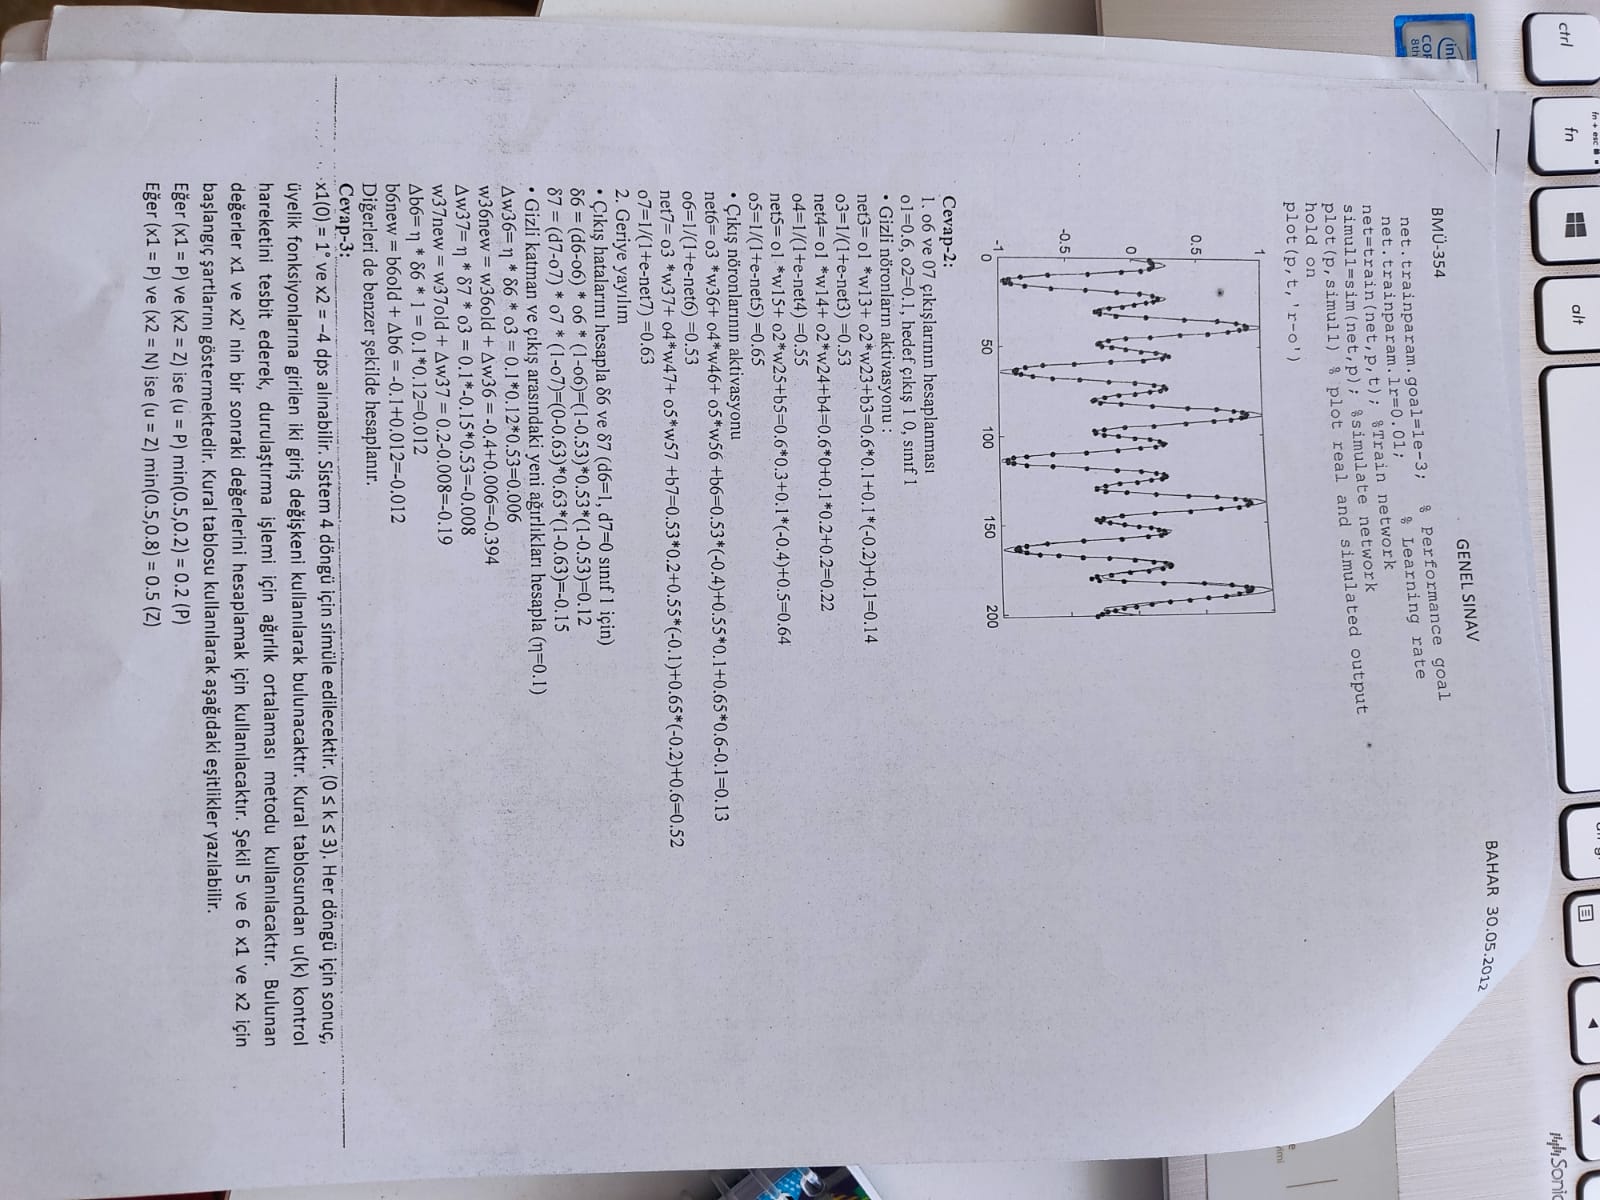 BMÜ-354 GENEL SINAV BAHAR 30.05.2012
net.trainparam.goal=1e-3; % performance goal
net.trainparam.lr=0.01; % Learning rate
net=train(net,p,t); %Train network
simul1=sim(net,p); %simulate network
plot(p,simul1) % plot real and simulated output
hold on
plot(p,t,'r-o')
1
0.5
0
-0.5
-1
0 50 100 150 200
Cevap-2:
1. o6 ve 07 çıkışlarının hesaplanması
o1=0.6, o2=0.1, hedef çıkış 1 0, sınıf 1
• Gizli nöronların aktivasyonu :
net3= o1 *w13+ o2*w23+b3=0.6*0.1+0.1*(-0.2)+0.1=0.14
o3=1/(1+e-net3) =0.53
net4= o1 *w14+ o2*w24+b4=0.6*0+0.1*0.2+0.2=0.22
o4=1/(1+e-net4) =0.55
net5= o1 *w15+ o2*w25+b5=0.6*0.3+0.1*(-0.4)+0.5=0.64
o5=1/(1+e-net5) =0.65
• Çıkış nöronlarının aktivasyonu
net6= o3 *w36+ o4*w46+ o5*w56 +b6=0.53*(-0.4)+0.55*0.1+0.65*0.6-0.1=0.13
o6=1/(1+e-net6) =0.53
net7= o3 *w37+ o4*w47+ o5*w57 +b7=0.53*0.2+0.55*(-0.1)+0.65*(-0.2)+0.6=0.52
o7=1/(1+e-net7) =0.63
2. Geriye yayılım
• Çıkış hatalarını hesapla δ6 ve δ7 (d6=1, d7=0 sınıf 1 için)
δ6 = (d6-o6) * o6 * (1-o6)=(1-0.53)*0.53*(1-0.53)=0.12
δ7 = (d7-o7) * o7 * (1-o7)=(0-0.63)*0.63*(1-0.63)=-0.15
• Gizli katman ve çıkış arasındaki yeni ağırlıkları hesapla (η=0.1)
Δw36= η * δ6 * o3 = 0.1*0.12*0.53=0.006
w36new = w36old + Δw36 = -0.4+0.006=-0.394
Δw37= η * δ7 * o3 = 0.1*-0.15*0.53=-0.008
w37new = w37old + Δw37 = 0.2-0.008=-0.19
Δb6= η * δ6 * 1 = 0.1*0.12=0.012
b6new = b6old + Δb6 = -0.1+0.012=-0.012
Diğerleri de benzer şekilde hesaplanır.
Cevap-3:
x1(0) = 1° ve x2 = -4 dps alınabilir. Sistem 4 döngü için simüle edilecektir. (0 ≤ k ≤ 3). Her döngü için sonuç,
üyelik fonksiyonlarına girilen iki giriş değişkeni kullanılarak bulunacaktır. Kural tablosundan u(k) kontrol
hareketini tesbit ederek, durulaştırma işlemi için ağırlık ortalaması metodu kullanılacaktır. Bulunan
değerler x1 ve x2' nin bir sonraki değerlerini hesaplamak için kullanılacaktır. Şekil 5 ve 6 x1 ve x2 için
başlangıç şartlarını göstermektedir. Kural tablosu kullanılarak aşağıdaki eşitlikler yazılabilir.
Eğer (x1 = P) ve (x2 = Z) ise (u = P) min(0.5,0.2) = 0.2 (P)
Eğer (x1 = P) ve (x2 = N) ise (u = Z) min(0.5,0.8) = 0.5 (Z)
ctrl
fn + esc
fn
alt
intel
8th